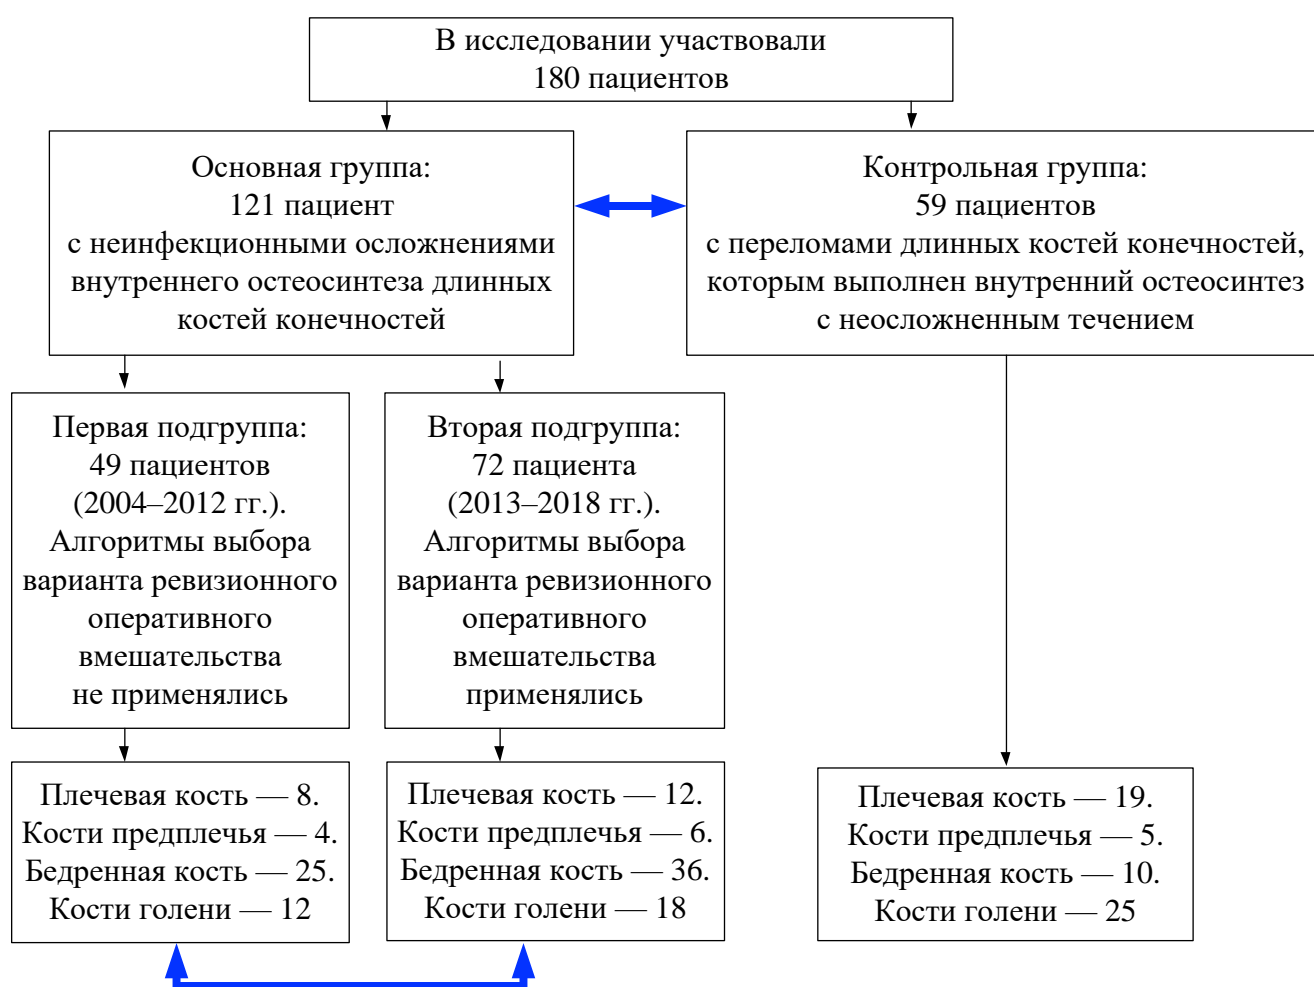 В исследовании участвовали
180 пациентов
Основная группа:
121 пациент
с неинфекционными осложнениями
внутреннего остеосинтеза длинных
костей конечностей
Контрольная группа:
59 пациентов
с переломами длинных костей конечностей,
которым выполнен внутренний остеосинтез
с неосложненным течением
Первая подгруппа:
49 пациентов
(2004–2012 гг.).
Алгоритмы выбора
варианта ревизионного
оперативного
вмешательства
не применялись
Вторая подгруппа:
72 пациента
(2013–2018 гг.).
Алгоритмы выбора
варианта ревизионного
оперативного
вмешательства
применялись
Плечевая кость — 8.
Кости предплечья — 4.
Бедренная кость — 25.
Кости голени — 12
Плечевая кость — 12.
Кости предплечья — 6.
Бедренная кость — 36.
Кости голени — 18
Плечевая кость — 19.
Кости предплечья — 5.
Бедренная кость — 10.
Кости голени — 25